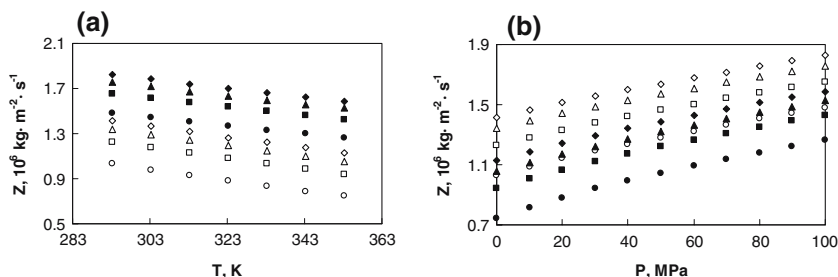 (a)
Z, 10⁶ kg· m⁻²· s⁻¹
2.1
1.7
1.3
0.9
0.5
283 303 323 343 363
T, K
(b)
Z, 10⁶ kg· m⁻²· s⁻¹
1.9
1.5
1.1
0.7
0 20 40 60 80 100
P, MPa